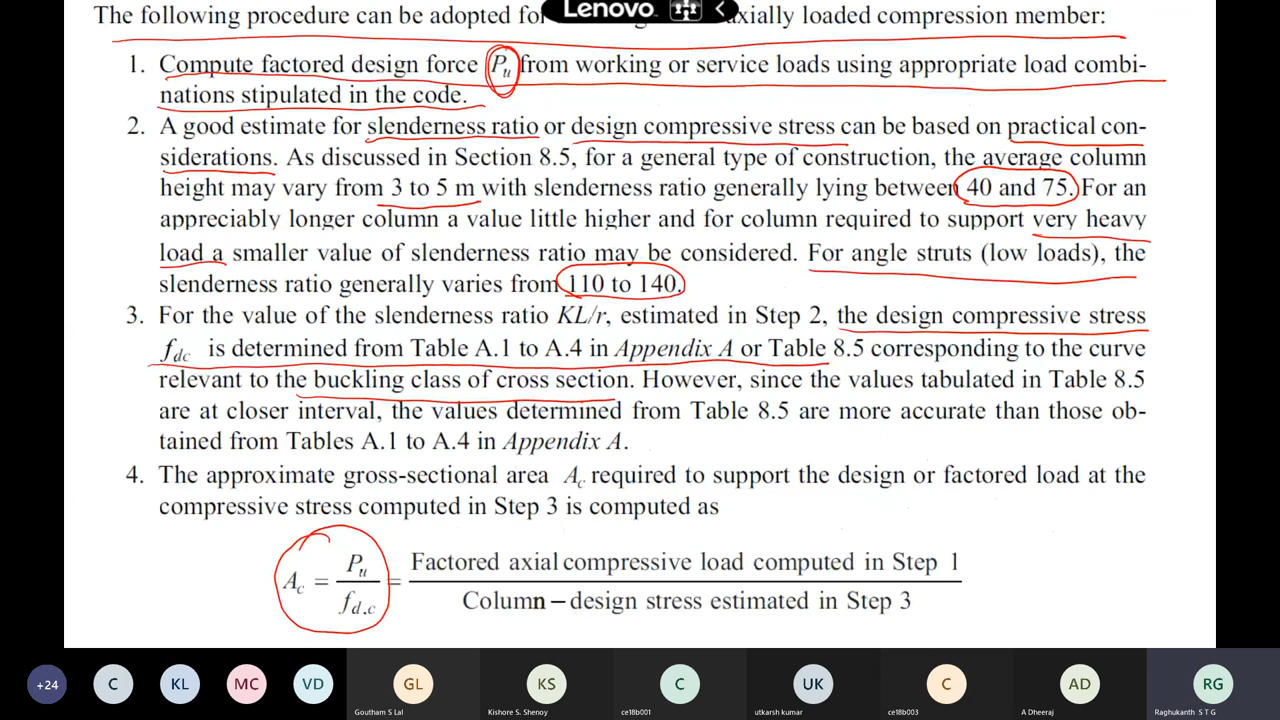 The following procedure can be adopted for axially loaded compression member:
Lenovo
1. Compute factored design force Pu from working or service loads using appropriate load combi-
nations stipulated in the code.
2. A good estimate for slenderness ratio or design compressive stress can be based on practical con-
siderations. As discussed in Section 8.5, for a general type of construction, the average column
height may vary from 3 to 5 m with slenderness ratio generally lying between 40 and 75. For an
appreciably longer column a value little higher and for column required to support very heavy
load a smaller value of slenderness ratio may be considered. For angle struts (low loads), the
slenderness ratio generally varies from 110 to 140.
3. For the value of the slenderness ratio KL/r, estimated in Step 2, the design compressive stress
fdc is determined from Table A.1 to A.4 in Appendix A or Table 8.5 corresponding to the curve
relevant to the buckling class of cross section. However, since the values tabulated in Table 8.5
are at closer interval, the values determined from Table 8.5 are more accurate than those ob-
tained from Tables A.1 to A.4 in Appendix A.
4. The approximate gross-sectional area Ac required to support the design or factored load at the
compressive stress computed in Step 3 is computed as
Ac = Pu / fd.c = Factored axial compressive load computed in Step 1 / Column – design stress estimated in Step 3
+24 C KL MC VD GL KS C UK C AD RG
Goutham S Lal Kishore S. Shenoy ce18b001 utkarsh kumar ce18b003 A Dheeraj Raghukanth S T G